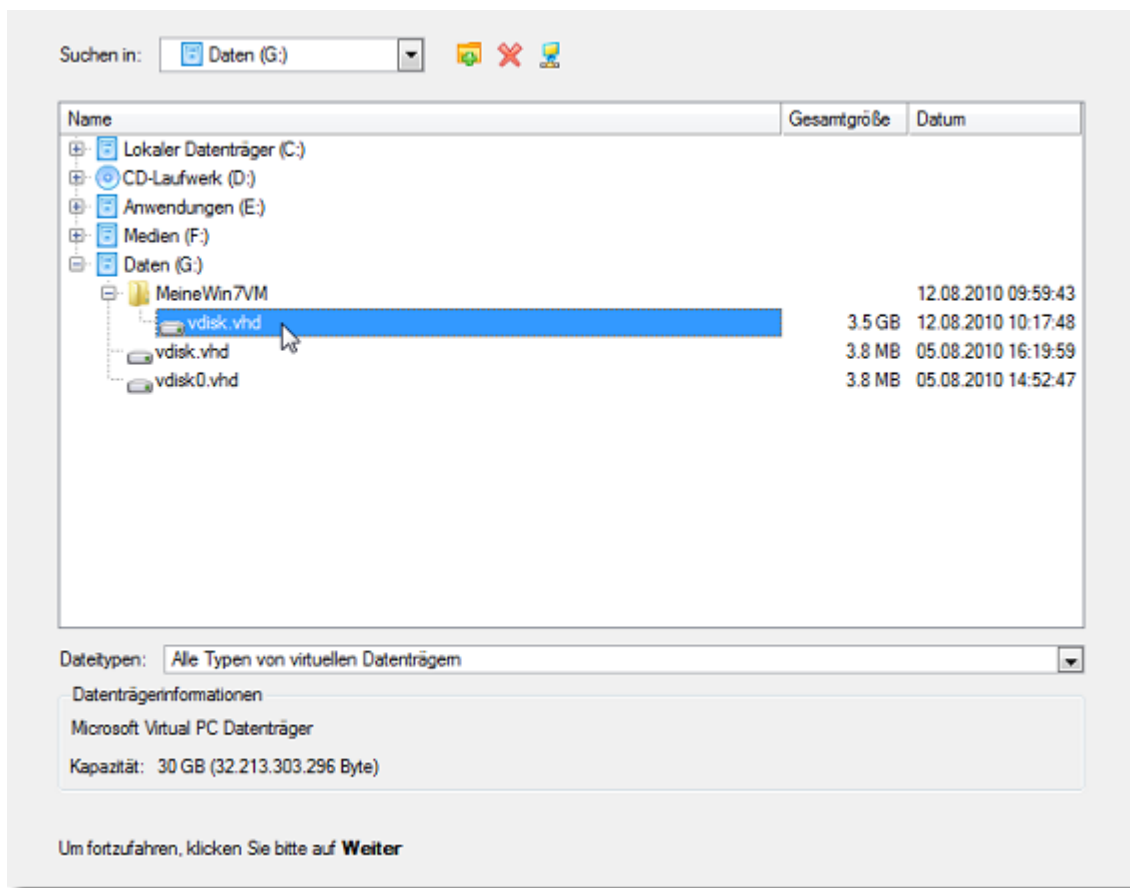 Suchen in: Daten (G:)
Name Gesamtgröße Datum
Lokaler Datenträger (C:)
CD-Laufwerk (D:)
Anwendungen (E:)
Medien (F:)
Daten (G:)
MeineWin7VM 12.08.2010 09:59:43
vdisk.vhd 3.5 GB 12.08.2010 10:17:48
vdisk.vhd 3.8 MB 05.08.2010 16:19:59
vdisk0.vhd 3.8 MB 05.08.2010 14:52:47
Dateitypen: Alle Typen von virtuellen Datenträgern
Datenträgerinformationen
Microsoft Virtual PC Datenträger
Kapazität: 30 GB (32.213.303.296 Byte)
Um fortzufahren, klicken Sie bitte auf Weiter